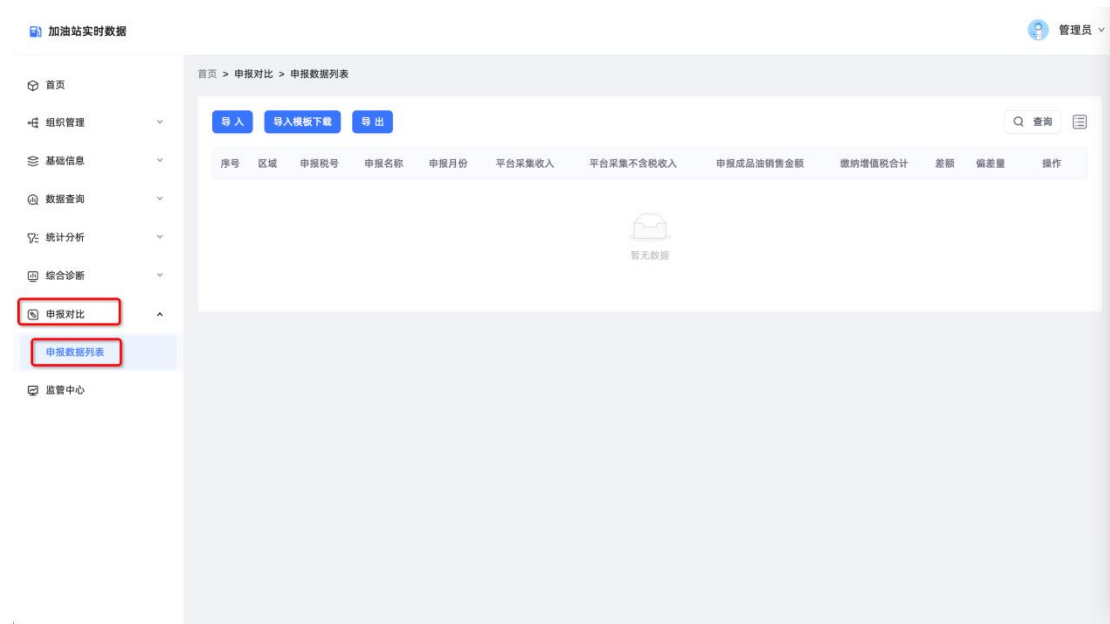 加油站实时数据
管理员
首页
组织管理
基础信息
数据查询
统计分析
综合诊断
申报对比
申报数据列表
监管中心
首页 > 申报对比 > 申报数据列表
导入 导入模板下载 导出 查询
序号 区域 申报税号 申报名称 申报月份 平台采集收入 平台采集不含税收入 申报成品油销售金额 缴纳增值税合计 差额 偏差量 操作
暂无数据